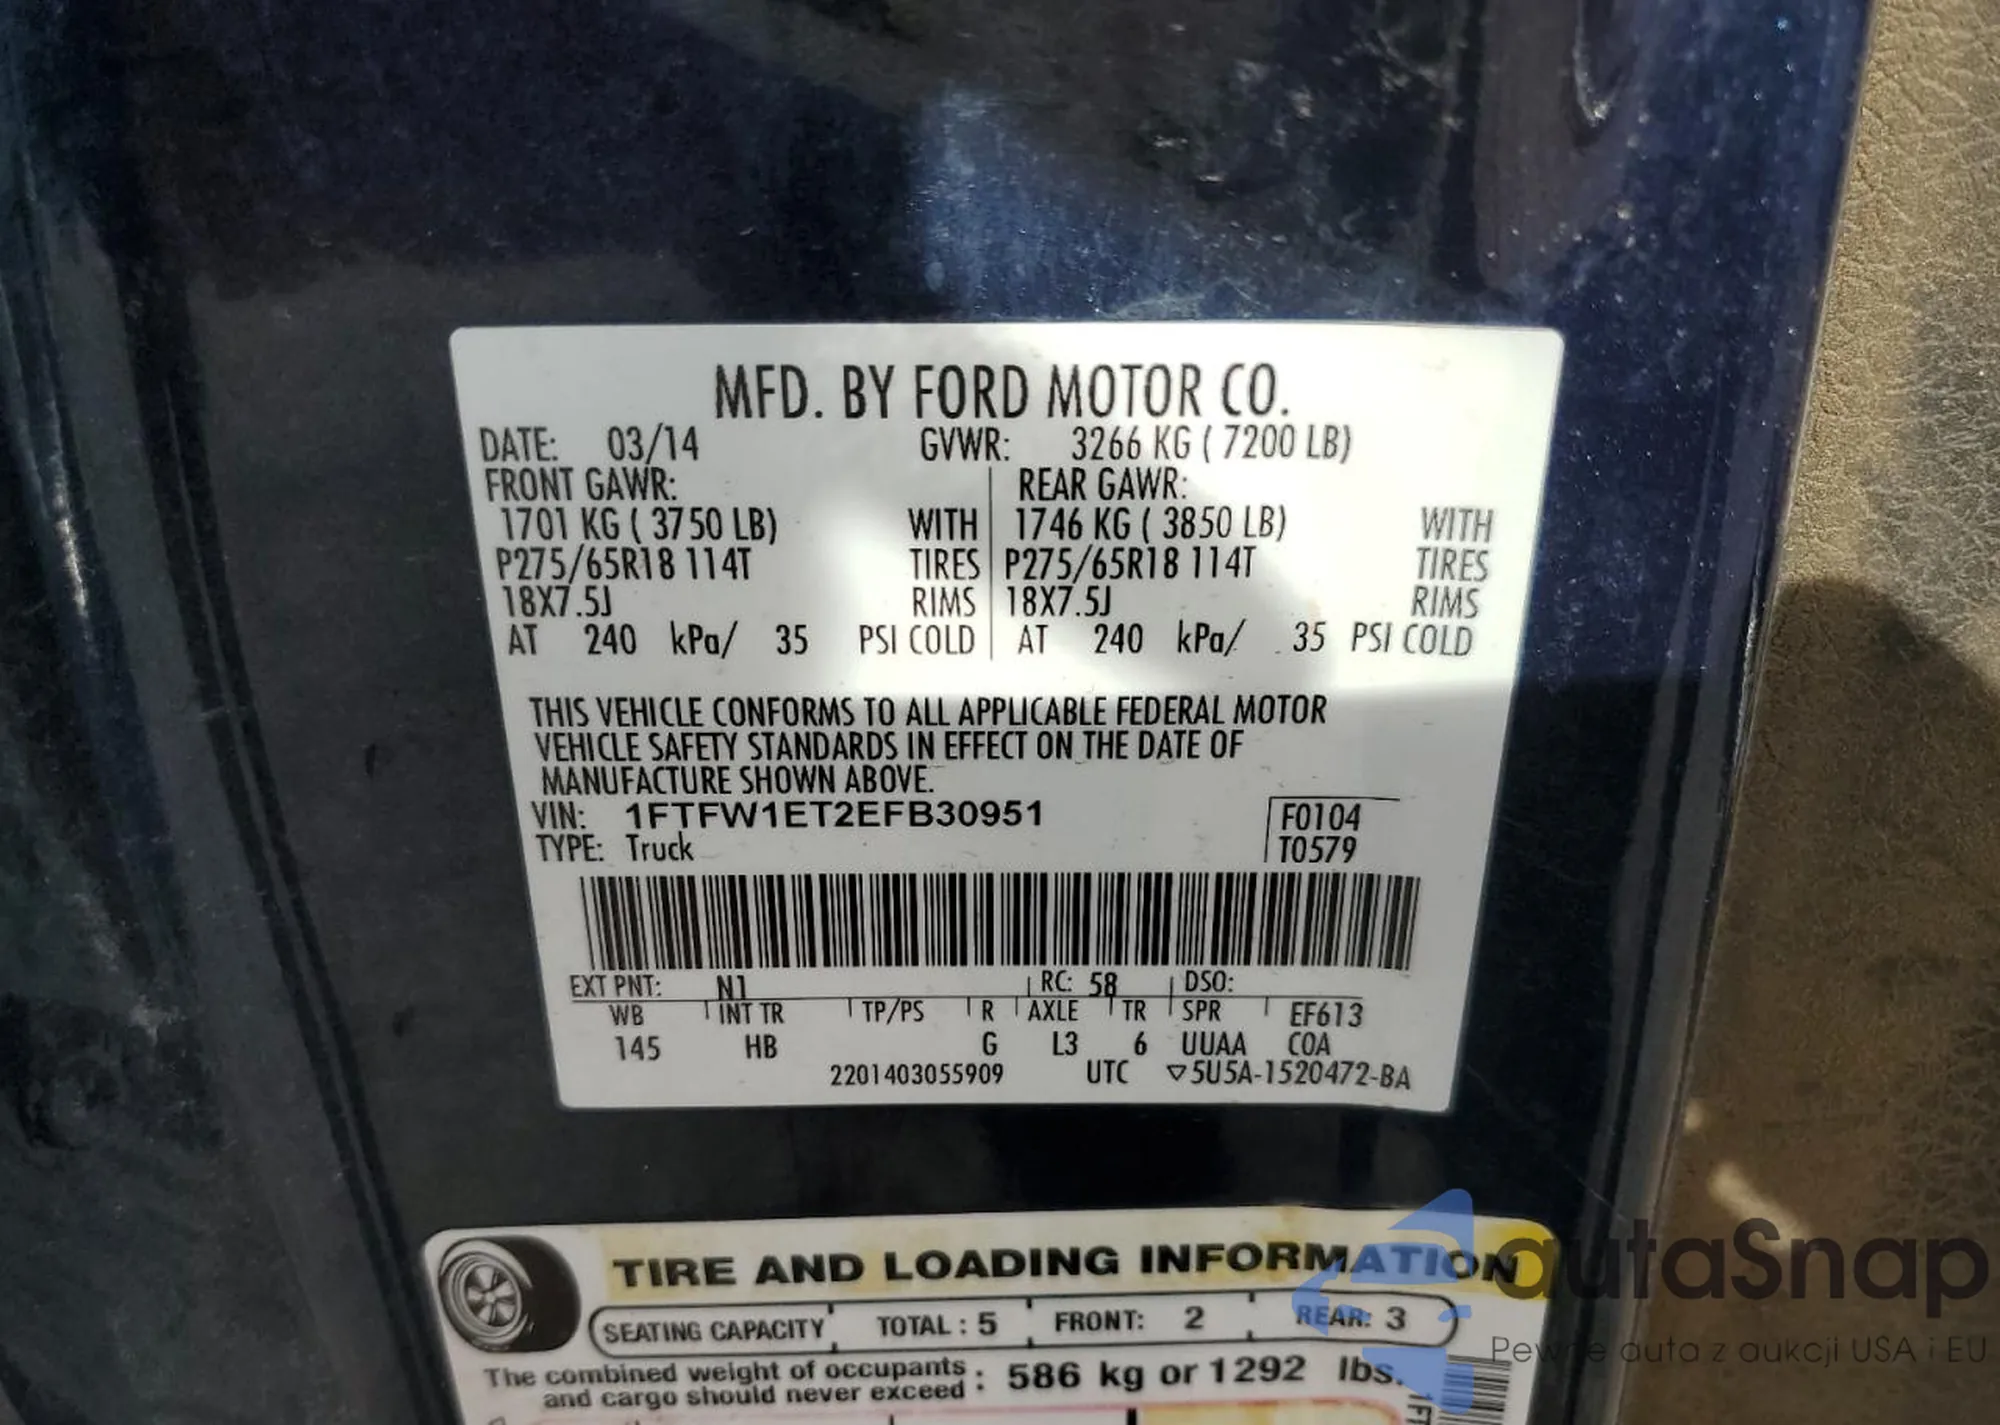 MFD. BY FORD MOTOR CO.
DATE: 03/14 GVWR: 3266 KG ( 7200 LB)
FRONT GAWR: REAR GAWR:
1701 KG ( 3750 LB) WITH 1746 KG ( 3850 LB) WITH
P275/65R18 114T TIRES P275/65R18 114T TIRES
18X7.5J RIMS 18X7.5J RIMS
AT 240 kPa/ 35 PSI COLD AT 240 kPa/ 35 PSI COLD
THIS VEHICLE CONFORMS TO ALL APPLICABLE FEDERAL MOTOR
VEHICLE SAFETY STANDARDS IN EFFECT ON THE DATE OF
MANUFACTURE SHOWN ABOVE.
VIN: 1FTFW1ET2EFB30951 F0104
TYPE: Truck T0579
EXT PNT: N1 RC: 58 DSO:
WB INT TR TP/PS R AXLE TR SPR EF613
145 HB G L3 6 UUAA COA
2201403055909 UTC ▽5U5A-1520472-BA
TIRE AND LOADING INFORMATION
SEATING CAPACITY TOTAL : 5 FRONT: 2 REAR: 3
The combined weight of occupants
and cargo should never exceed : 586 kg or 1292 lbs.
1FT
autaSnap
Pewne auta z aukcji USA i EU